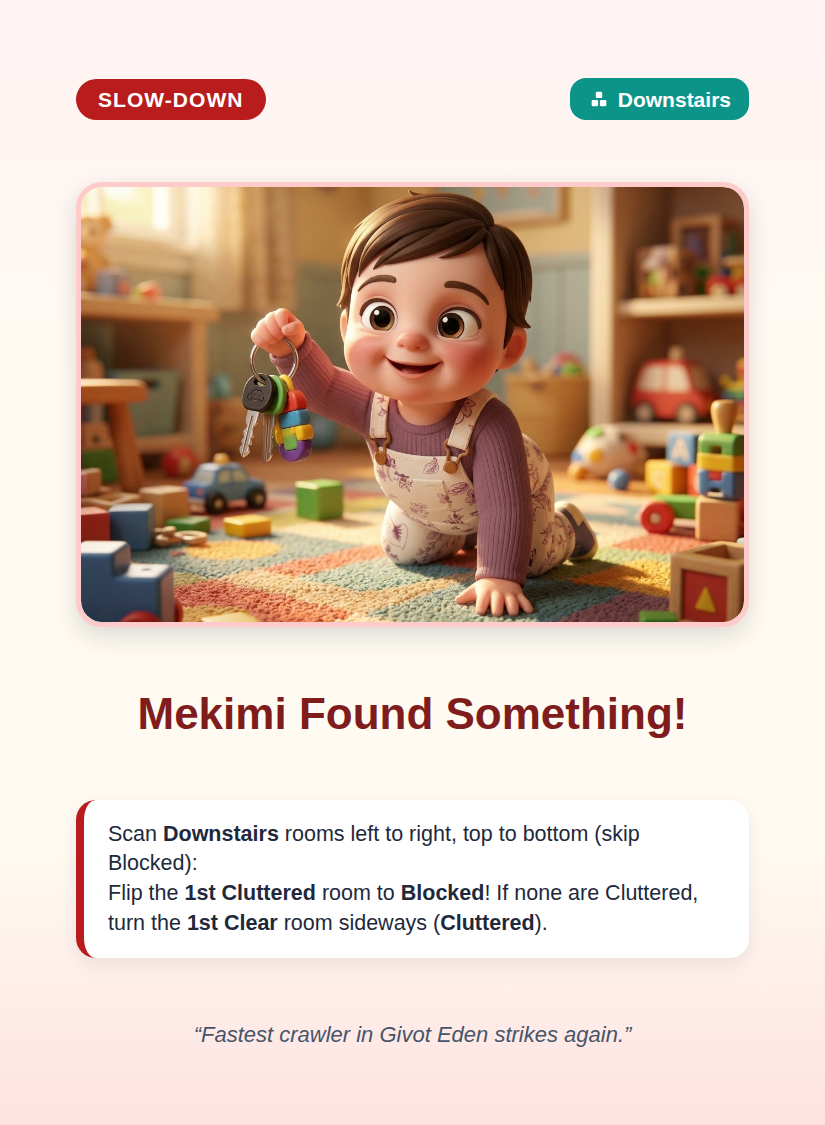 SLOW-DOWN
Downstairs
Mekimi Found Something!
Scan Downstairs rooms left to right, top to bottom (skip
Blocked):
Flip the 1st Cluttered room to Blocked! If none are Cluttered,
turn the 1st Clear room sideways (Cluttered).
“Fastest crawler in Givot Eden strikes again.”